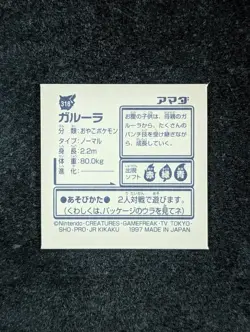 318
アマダ
ガルーラ
分 類:おやこポケモン
タイプ:ノーマル
身 長:2.2m
体 重:80.0kg
進 化:――
お腹の子供は、母親のガ
ルーラから、たくさんの
パンチ技を受け継ぎなが
ら、成長していく。
出現
ソフト
赤 緑 青
●あそびかた● 2人対戦で遊びます。
(くわしくは、パッケージのウラを見てネ)
©Nintendo·CREATURES·GAMEFREAK·TV TOKYO·
SHO-PRO·JR KIKAKU 1997 MADE IN JAPAN